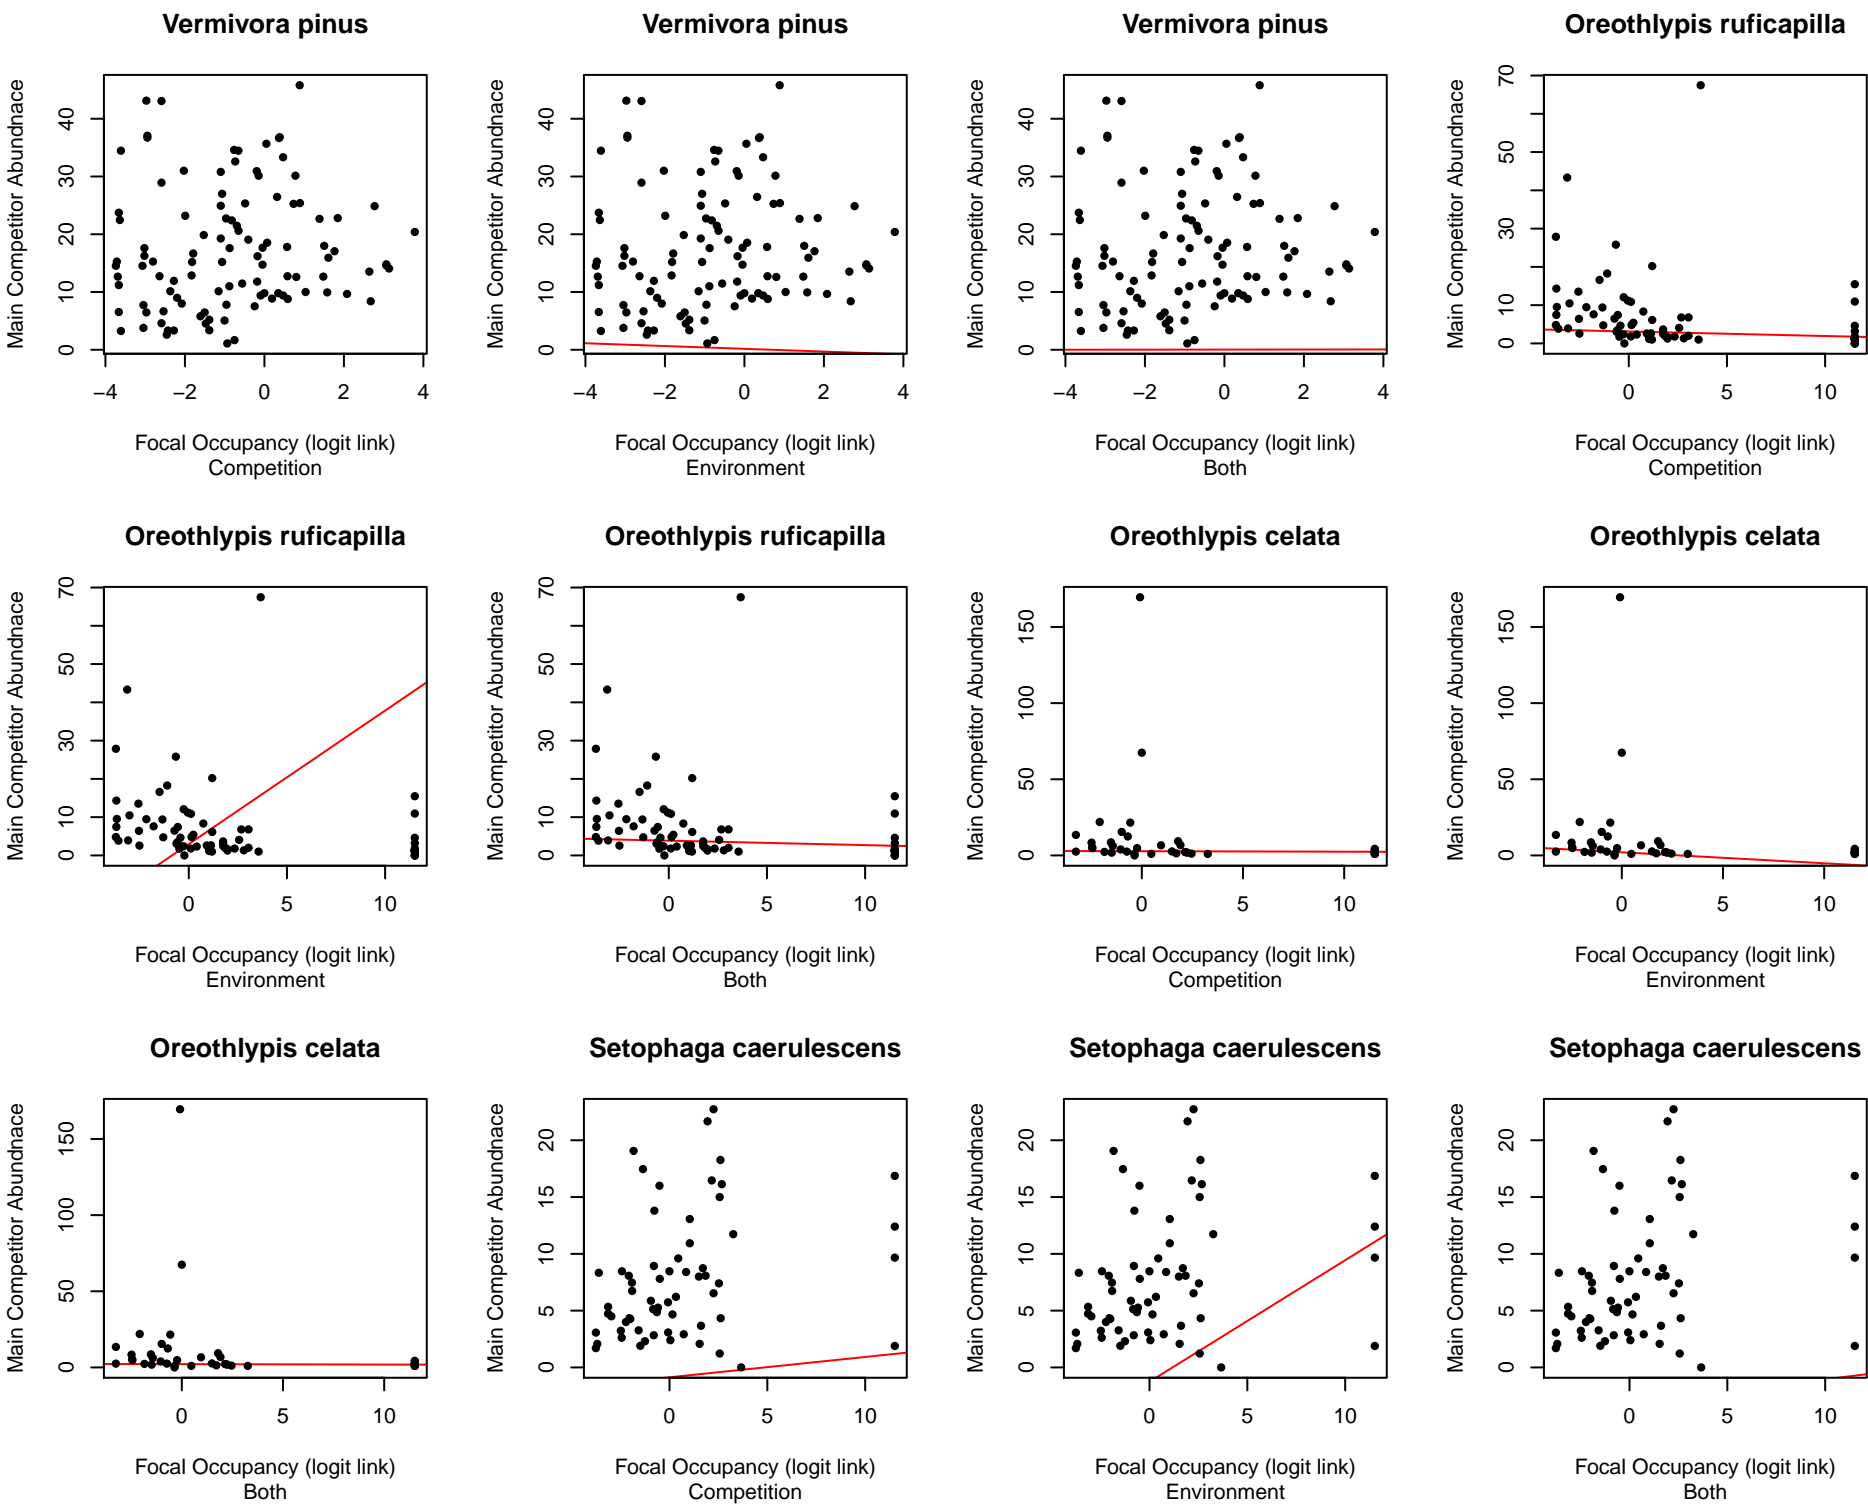 Vermivora pinus
Main Competitor Abundnace
0 10 20 30 40
−4 −2 0 2 4
Focal Occupancy (logit link)
Competition
Vermivora pinus
Main Competitor Abundnace
0 10 20 30 40
−4 −2 0 2 4
Focal Occupancy (logit link)
Environment
Vermivora pinus
Main Competitor Abundnace
0 10 20 30 40
−4 −2 0 2 4
Focal Occupancy (logit link)
Both
Oreothlypis ruficapilla
Main Competitor Abundnace
0 10 30 50 70
0 5 10
Focal Occupancy (logit link)
Competition
Oreothlypis ruficapilla
Main Competitor Abundnace
0 10 30 50 70
0 5 10
Focal Occupancy (logit link)
Environment
Oreothlypis ruficapilla
Main Competitor Abundnace
0 10 30 50 70
0 5 10
Focal Occupancy (logit link)
Both
Oreothlypis celata
Main Competitor Abundnace
0 50 100 150
0 5 10
Focal Occupancy (logit link)
Competition
Oreothlypis celata
Main Competitor Abundnace
0 50 100 150
0 5 10
Focal Occupancy (logit link)
Environment
Oreothlypis celata
Main Competitor Abundnace
0 50 100 150
0 5 10
Focal Occupancy (logit link)
Both
Setophaga caerulescens
Main Competitor Abundnace
0 5 10 15 20
0 5 10
Focal Occupancy (logit link)
Competition
Setophaga caerulescens
Main Competitor Abundnace
0 5 10 15 20
0 5 10
Focal Occupancy (logit link)
Environment
Setophaga caerulescens
Main Competitor Abundnace
0 5 10 15 20
0 5 10
Focal Occupancy (logit link)
Both